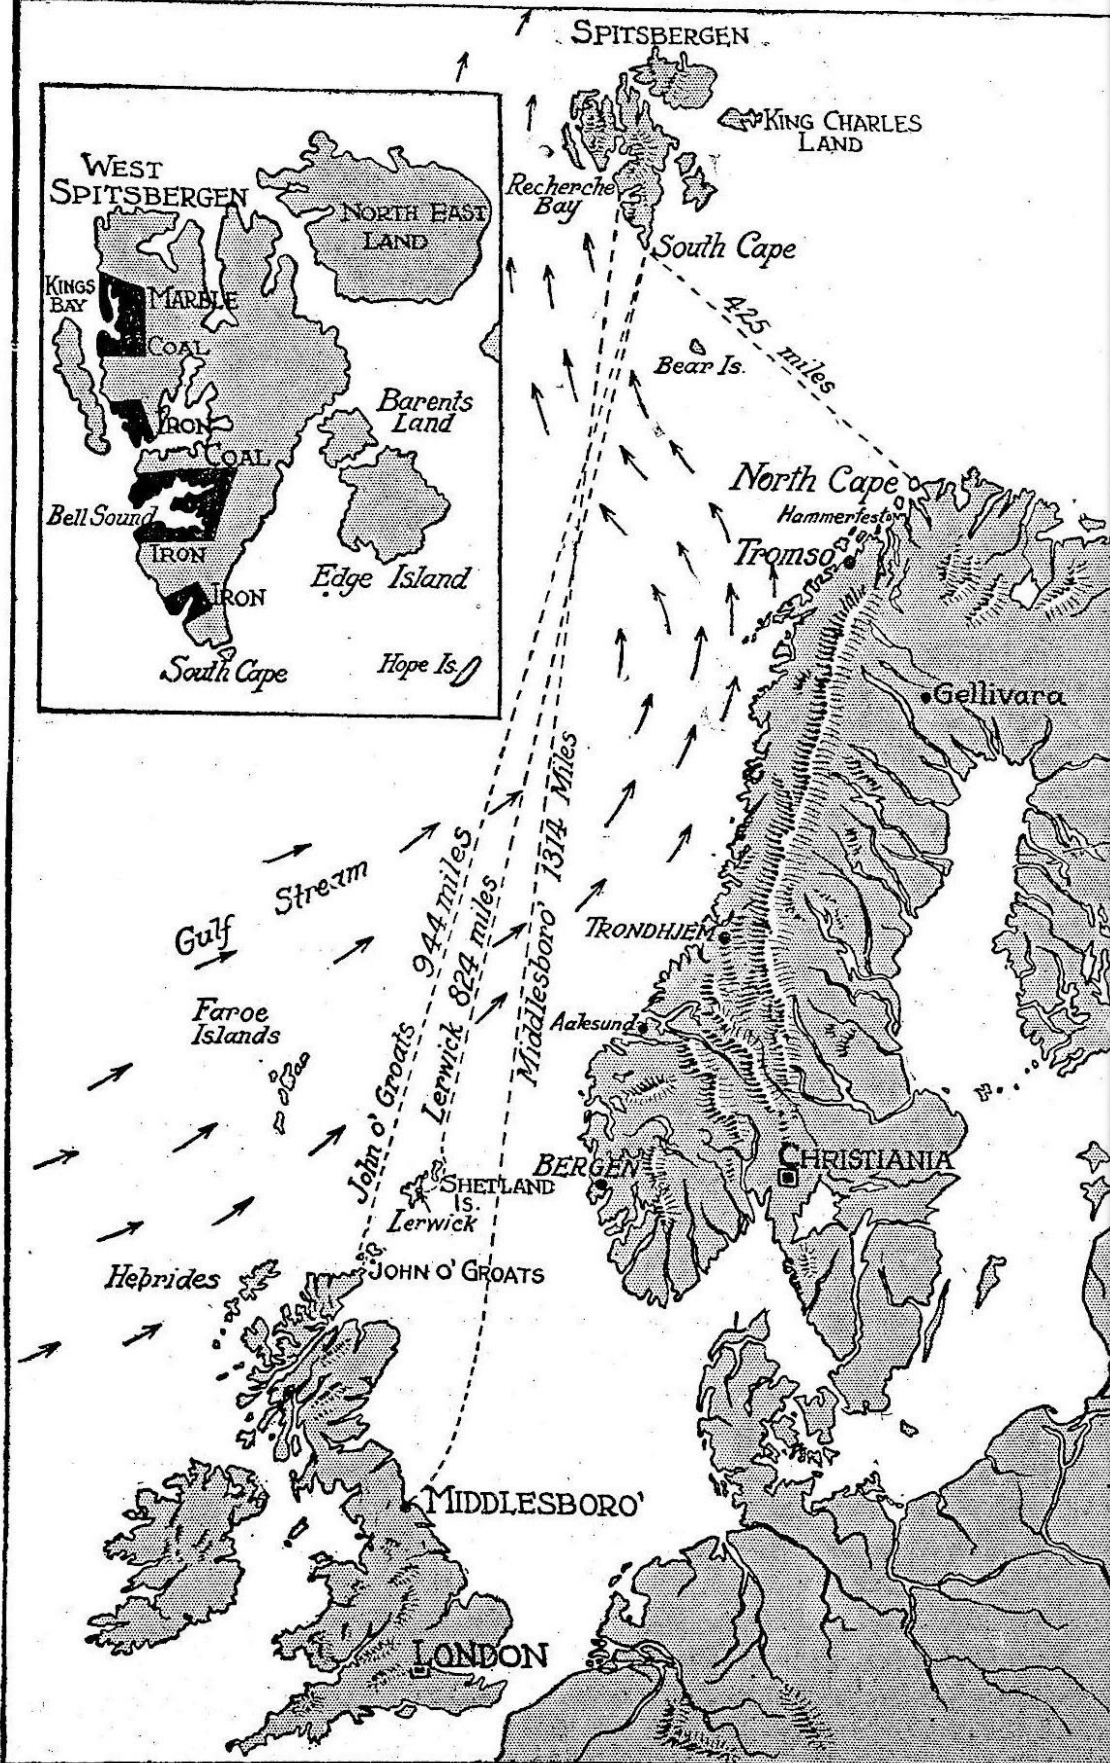 SPITSBERGEN
KING CHARLES
LAND
Recherche
Bay
South Cape
425 miles
Bear Is.
North Cape
Hammerfest
Tromso
Gellivara
WEST
SPITSBERGEN
NORTH EAST
LAND
KINGS
BAY
MARBLE
COAL
IRON
COAL
Barents
Land
Bell Sound
IRON
Edge Island
IRON
South Cape
Hope Is.
Gulf Stream
John o' Groats 944 miles
Lerwick 824 miles
Middlesboro' 1314 Miles
TRONDHJEM
Aalesund
Faroe
Islands
BERGEN
CHRISTIANIA
SHETLAND
IS.
Lerwick
JOHN O' GROATS
Hebrides
MIDDLESBORO'
LONDON